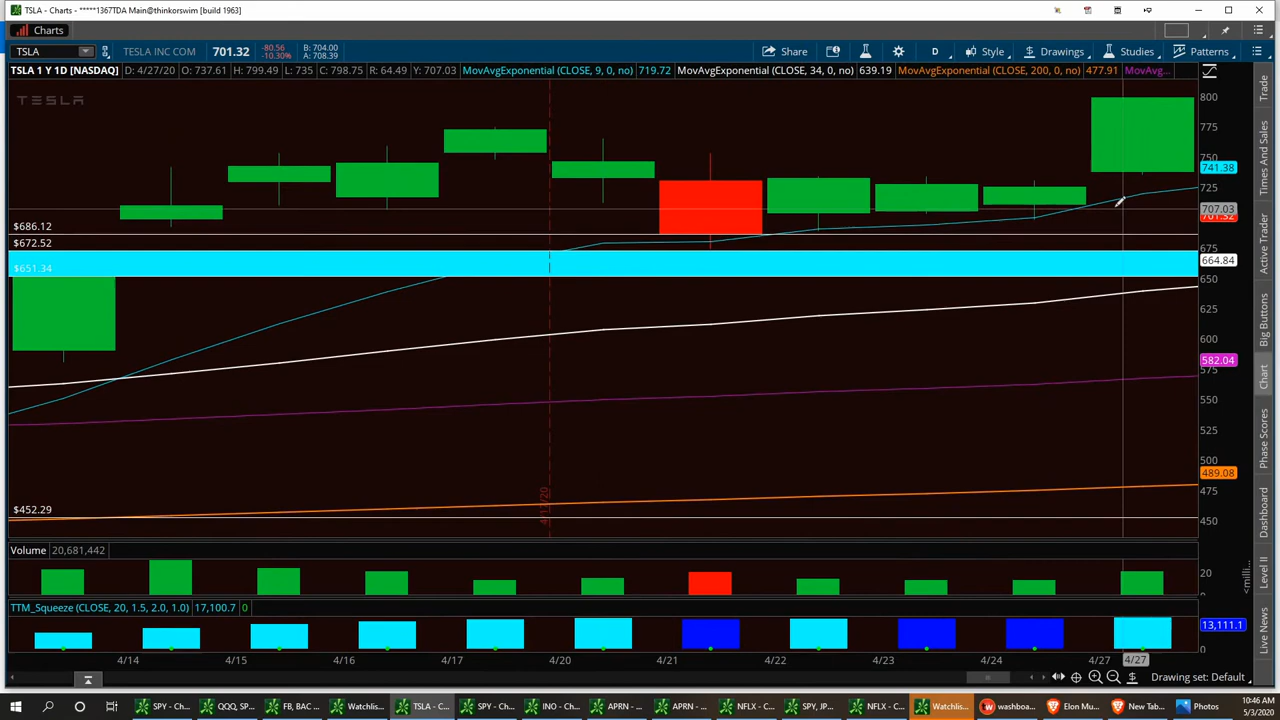 TSLA - Charts - *****1367TDA Main@thinkorswim [build 1963]
Charts
TSLA TESLA INC COM 701.32 -80.56 -10.30% B: 704.00 A: 708.39 Share D Style Drawings Studies Patterns
TSLA 1 Y 1D [NASDAQ] D: 4/27/20 O: 737.61 H: 799.49 L: 735 C: 798.75 R: 64.49 Y: 707.03 MovAvgExponential (CLOSE, 9, 0, no) 719.72 MovAvgExponential (CLOSE, 34, 0, no) 639.19 MovAvgExponential (CLOSE, 200, 0, no) 477.91 MovAvg...
TESLA
800
775
750
741.38
725
707.03
701.32
$686.12
675
$672.52
664.84
$651.34
650
625
600
582.04
575
550
525
500
489.08
475
$452.29
450
Trade
Times And Sales
Active Trader
Big Buttons
Chart
Phase Scores
Dashboard
Level II
Live News
Volume 20,681,442
20
0
TTM_Squeeze (CLOSE, 20, 1.5, 2.0, 1.0) 17,100.7 0
13,111.1
0
4/14 4/15 4/16 4/17 4/20 4/21 4/22 4/23 4/24 4/27 4/27
Drawing set: Default
SPY - Ch... QQQ, SP... FB, BAC ... Watchlis... TSLA - C... SPY - Ch... INO - Ch... APRN - ... APRN - ... NFLX - C... SPY, JP... NFLX - C... Watchlis... washboa... Elon Mu... New Tab... Photos
10:46 AM
5/3/2020